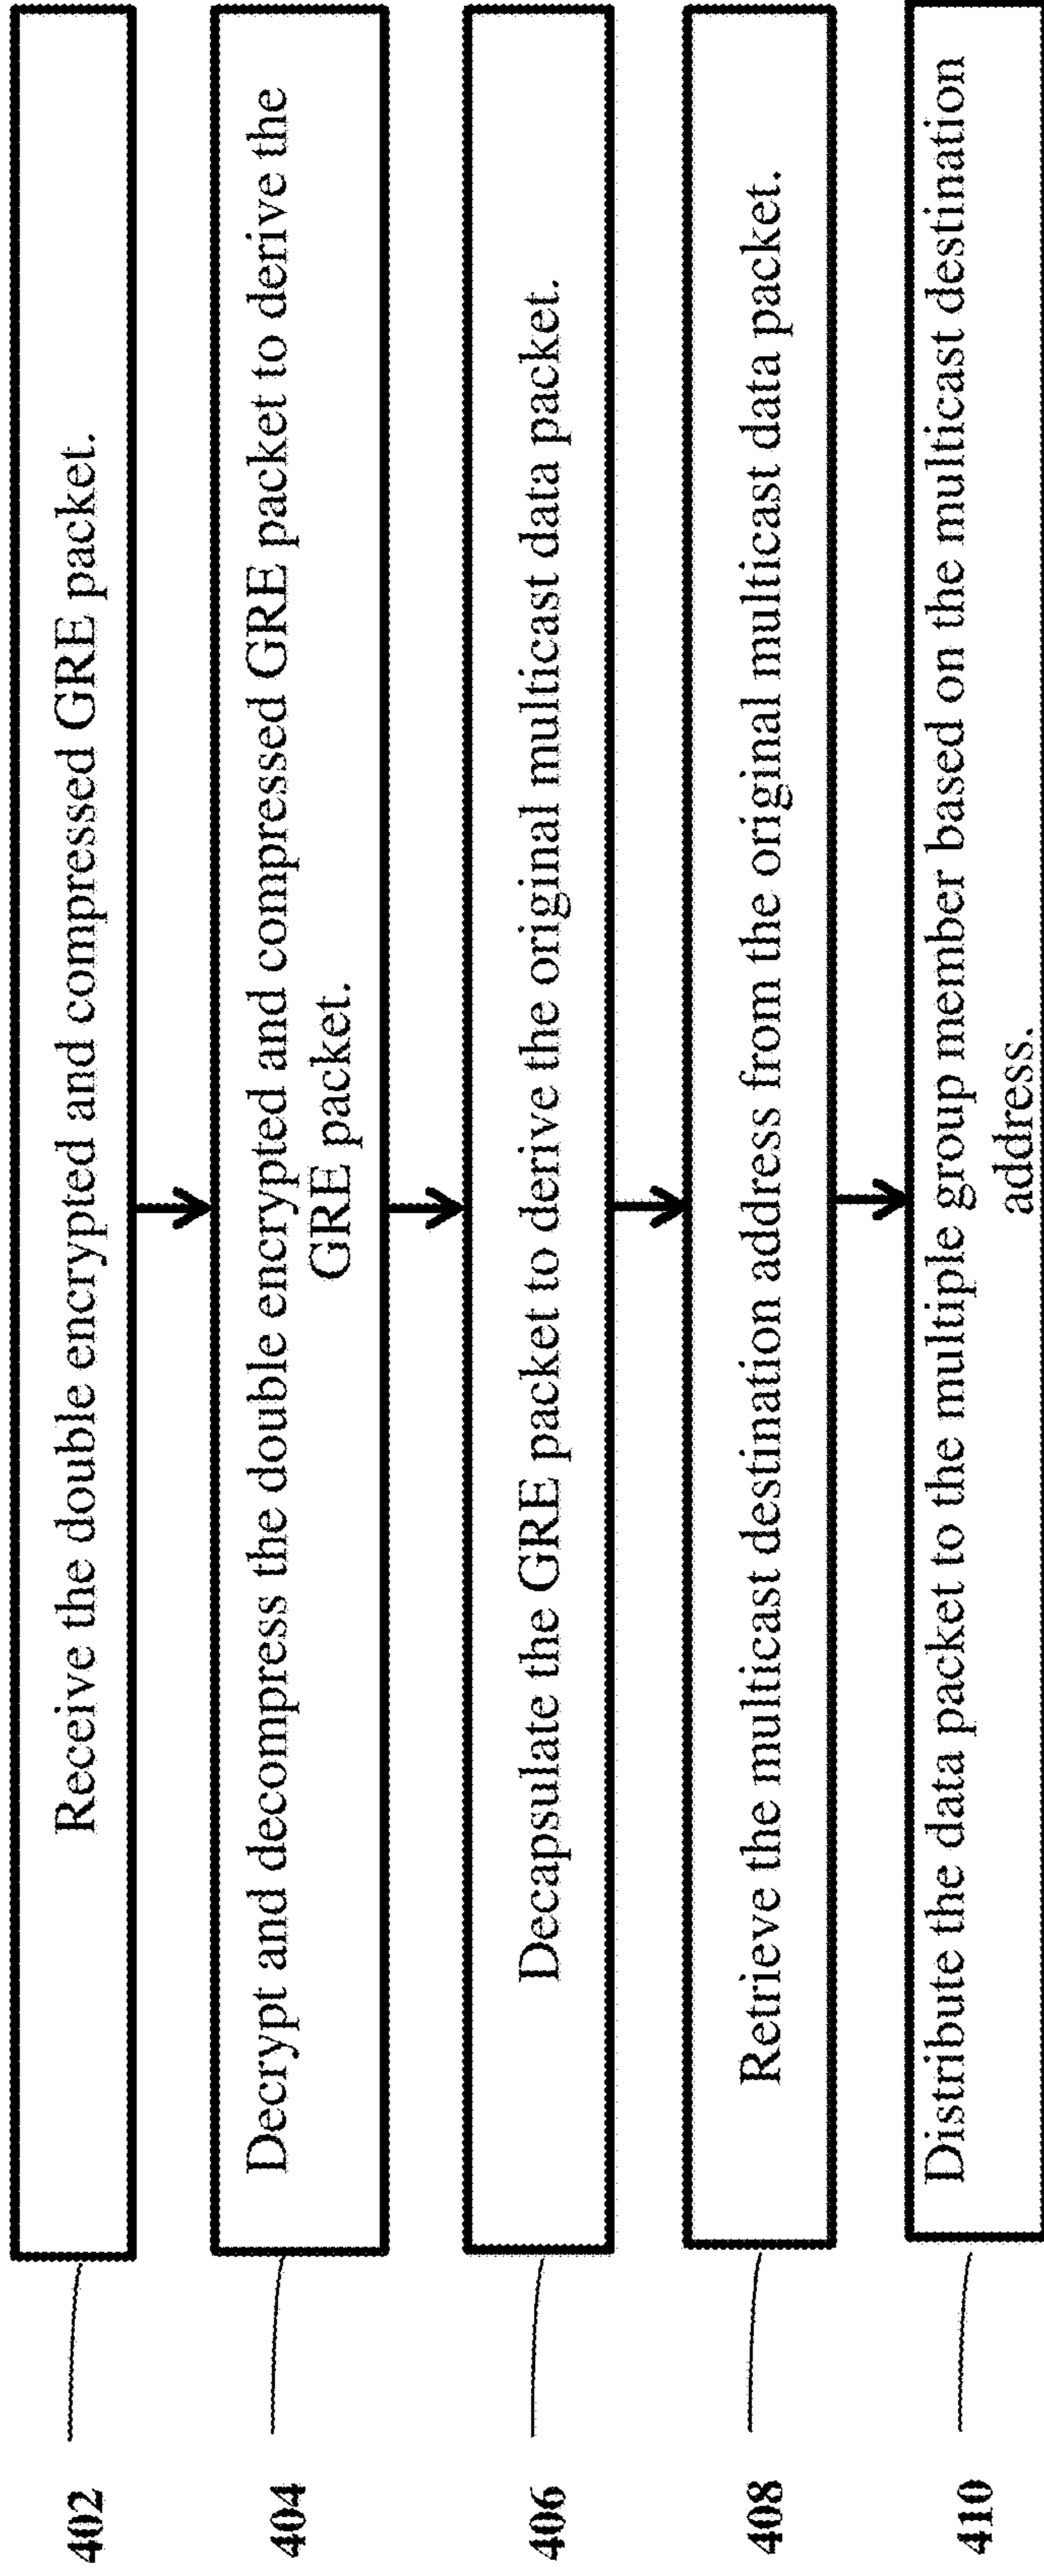 402
Receive the double encrypted and compressed GRE packet.
404
Decrypt and decompress the double encrypted and compressed GRE packet to derive the
GRE packet.
406
Decapsulate the GRE packet to derive the original multicast data packet.
408
Retrieve the multicast destination address from the original multicast data packet.
410
Distribute the data packet to the multiple group member based on the multicast destination
address.